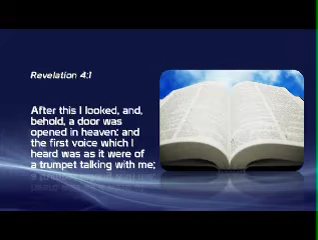 Revelation 4:1
After this I looked, and,
behold, a door was
opened in heaven: and
the first voice which I
heard was as it were of
a trumpet talking with me;